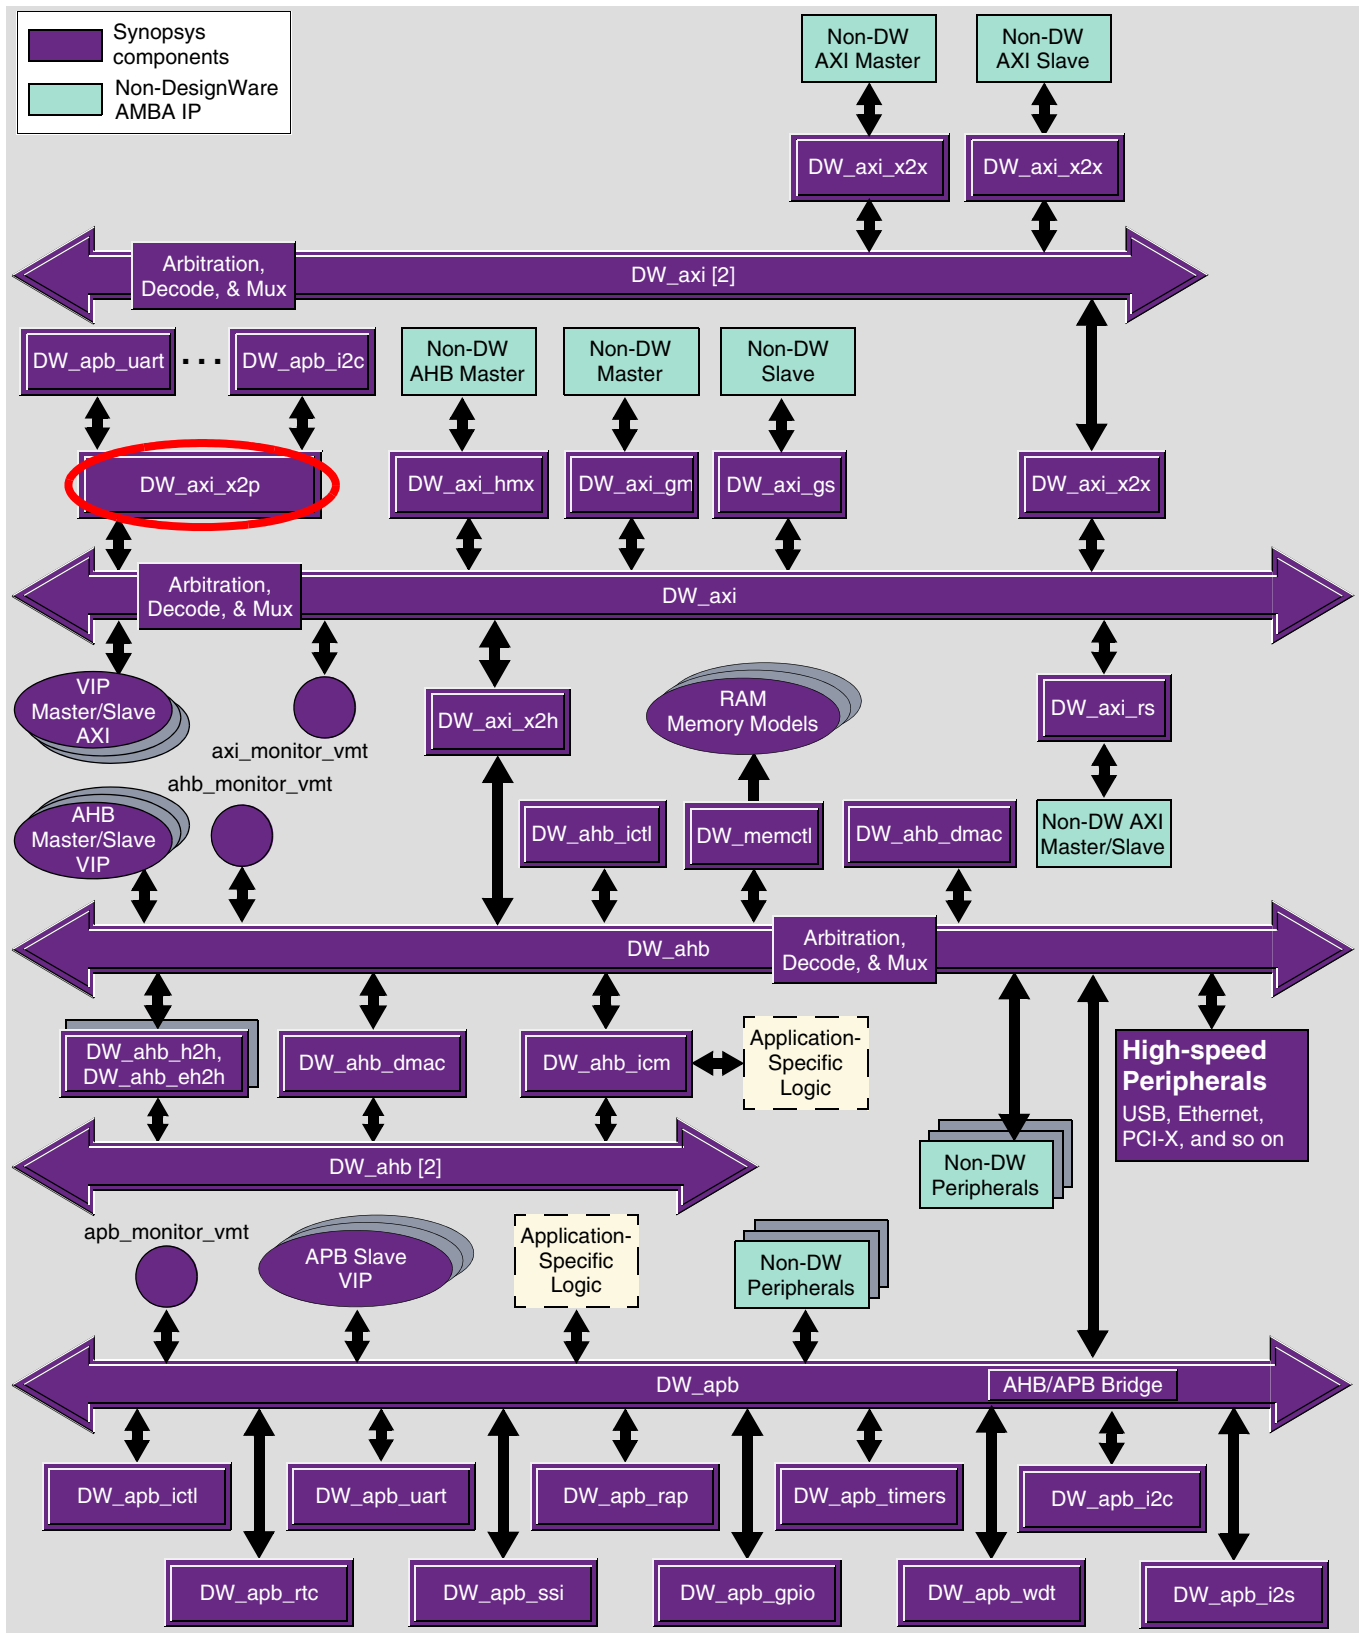 Synopsys
components
Non-DesignWare
AMBA IP
Non-DW
AXI Master
Non-DW
AXI Slave
DW_axi_x2x
DW_axi_x2x
Arbitration,
Decode, & Mux
DW_axi [2]
DW_apb_uart
. . .
DW_apb_i2c
Non-DW
AHB Master
Non-DW
Master
Non-DW
Slave
DW_axi_x2p
DW_axi_hmx
DW_axi_gm
DW_axi_gs
DW_axi_x2x
Arbitration,
Decode, & Mux
DW_axi
VIP
Master/Slave
AXI
axi_monitor_vmt
DW_axi_x2h
RAM
Memory Models
DW_axi_rs
ahb_monitor_vmt
AHB
Master/Slave
VIP
DW_ahb_ictl
DW_memctl
DW_ahb_dmac
Non-DW AXI
Master/Slave
DW_ahb
Arbitration,
Decode, & Mux
DW_ahb_h2h,
DW_ahb_eh2h
DW_ahb_dmac
DW_ahb_icm
Application-
Specific
Logic
High-speed
Peripherals
USB, Ethernet,
PCI-X, and so on
DW_ahb [2]
Non-DW
Peripherals
apb_monitor_vmt
APB Slave
VIP
Application-
Specific
Logic
Non-DW
Peripherals
DW_apb
AHB/APB Bridge
DW_apb_ictl
DW_apb_uart
DW_apb_rap
DW_apb_timers
DW_apb_i2c
DW_apb_rtc
DW_apb_ssi
DW_apb_gpio
DW_apb_wdt
DW_apb_i2s